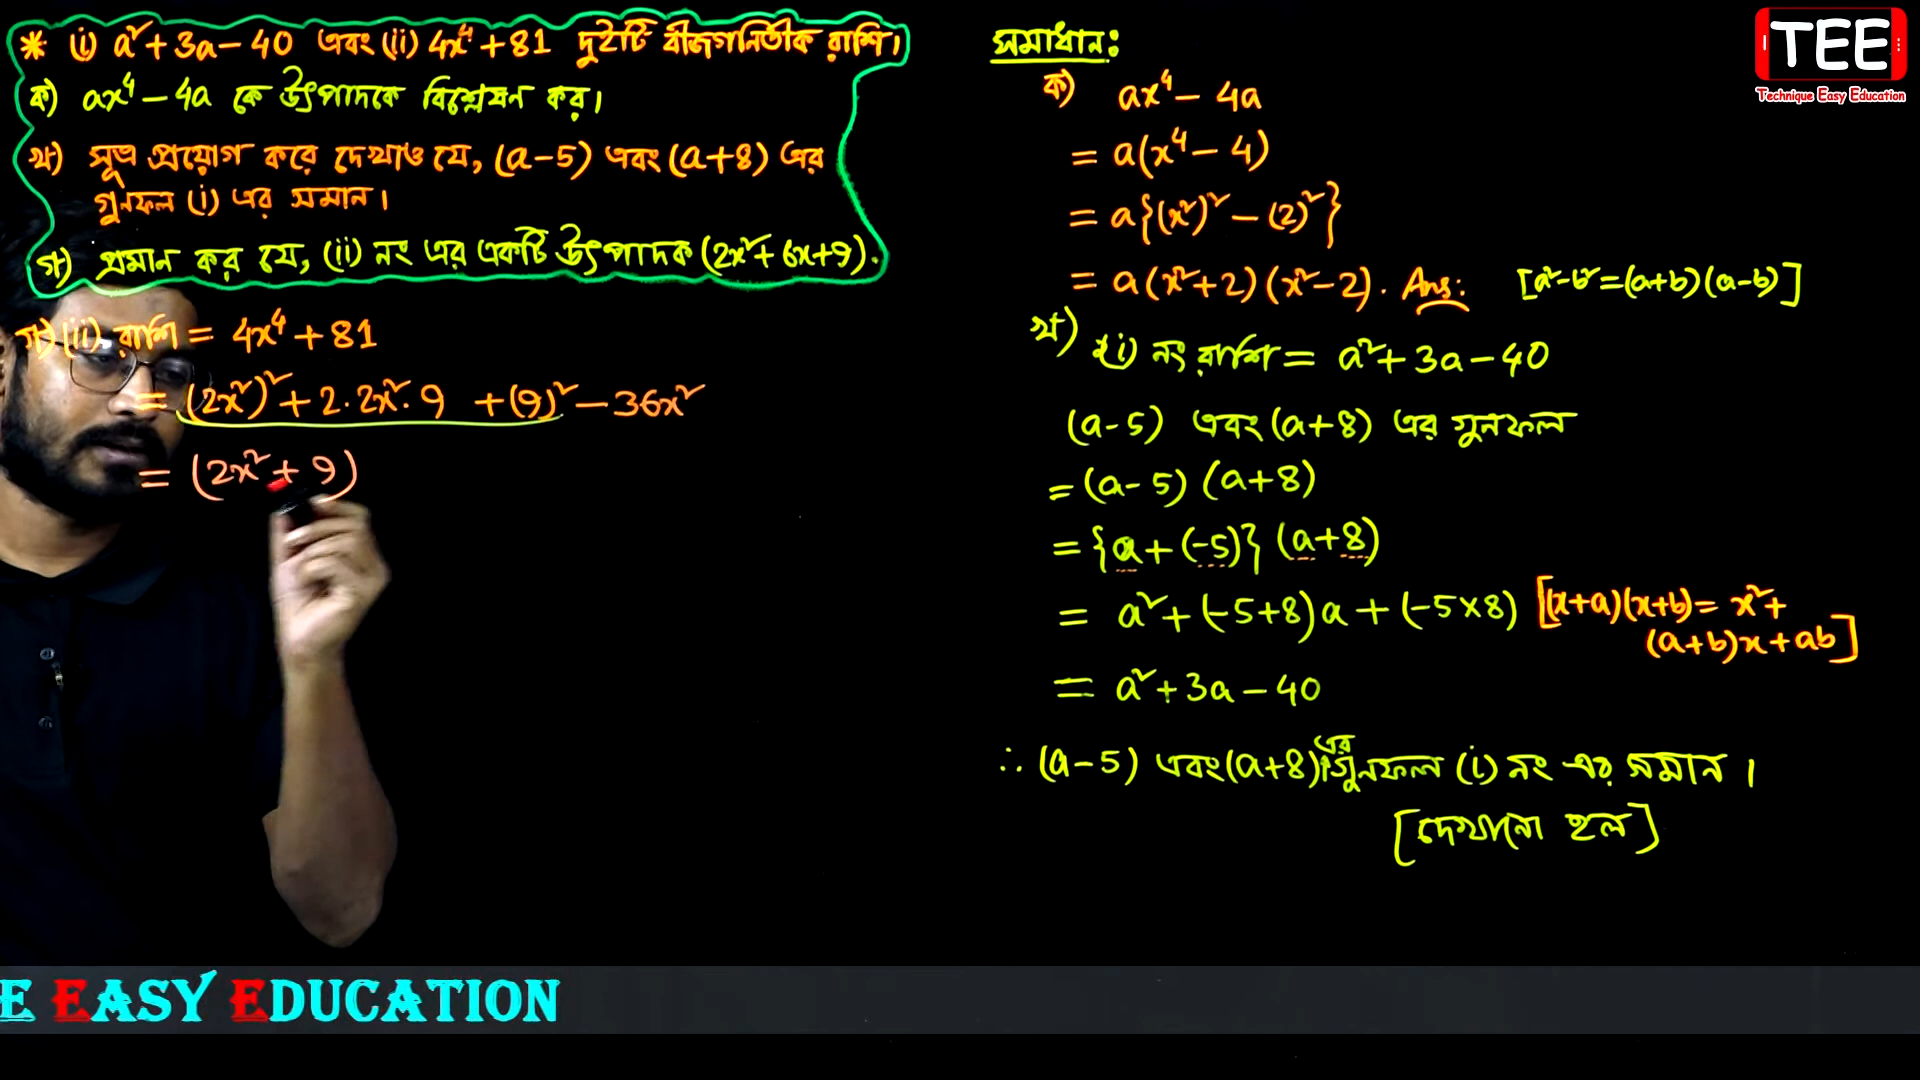 * (i) a² + 3a − 40 এবং (ii) 4x⁴ + 81 দুইটি বীজগনিতীক রাশি।
ক) ax⁴ − 4a কে উৎপাদকে বিশ্লেষন কর।
খ) সূত্র প্রয়োগ করে দেখাও যে, (a−5) এবং (a+8) এর
গুনফল (i) এর সমান।
গ) প্রমান কর যে, (ii) নং এর একটি উৎপাদক (2x² + 6x + 9).
গ) (ii) রাশি = 4x⁴ + 81
= (2x²)² + 2·2x²·9 + (9)² − 36x²
= (2x² + 9)
সমাধান:
ক) ax⁴ − 4a
= a(x⁴ − 4)
= a{(x²)² − (2)²}
= a(x²+2)(x²−2). Ans: [a²−b²=(a+b)(a−b)]
খ) (i) নং রাশি = a² + 3a − 40
(a−5) এবং (a+8) এর গুনফল
= (a−5) (a+8)
= {a + (−5)} (a+8)
= a² + (−5+8)a + (−5×8) [(x+a)(x+b) = x² +
(a+b)x + ab]
= a² + 3a − 40
∴ (a−5) এবং (a+8) এর গুনফল (i) নং এর সমান।
[দেখানো হল]
TEE
Technique Easy Education
E EASY EDUCATION